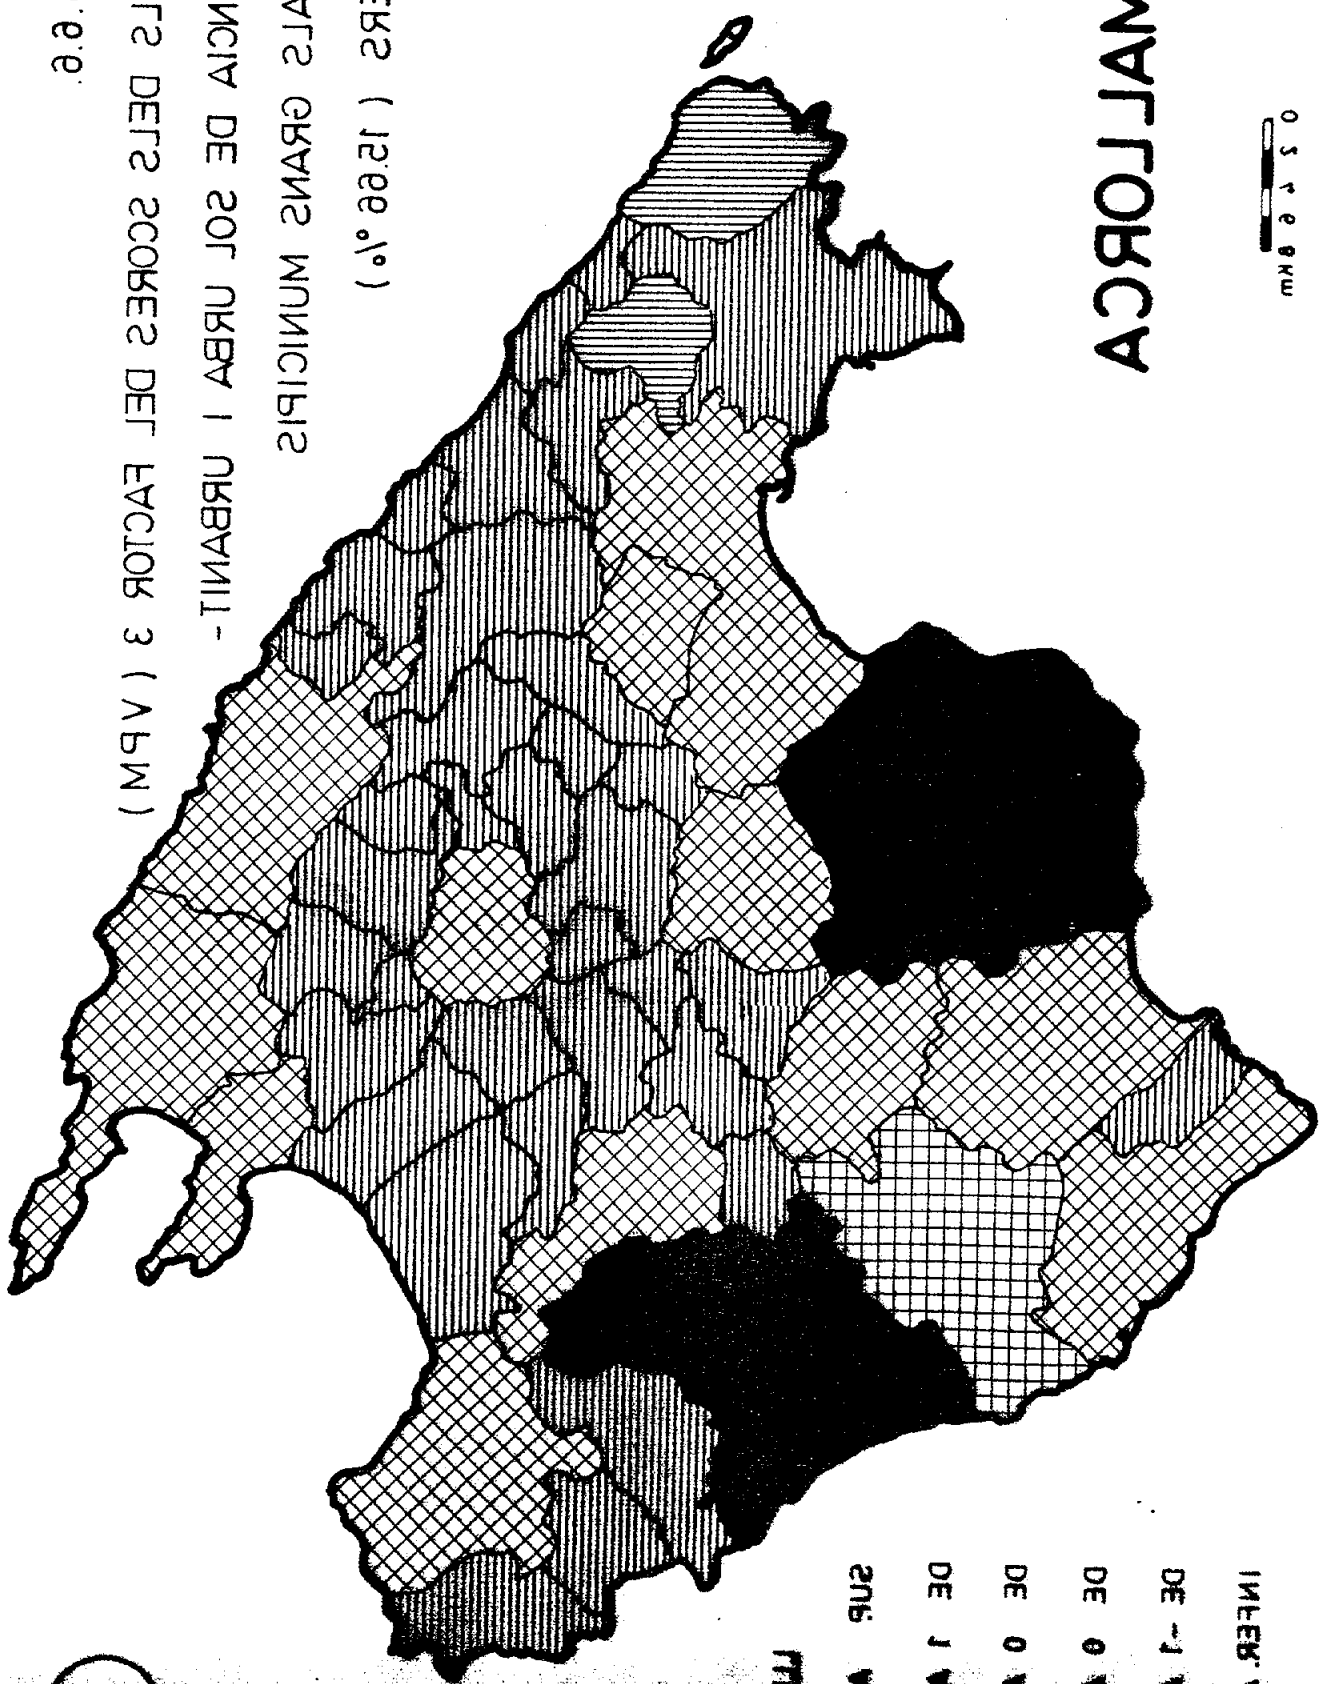 MALLORCA
0 2 4 6 8 KM
ERS ( 15.66 %)
ALS GRANS MUNICIPIS
NCIA DE SOL URBA I URBANIT-
LS DELS SCORES DEL FACTOR 3 ( V P M )
.6.6.
INFER.
DE -1
DE 0
DE 0
DE 1
SUP.